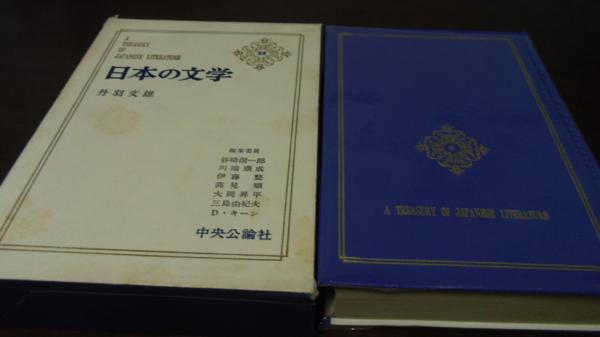 A
TREASURY
OF
JAPANESE LITERATURE
日本の文学
丹羽文雄
編集委員
谷崎潤一郎
川端康成
伊藤整
高見順
大岡昇平
三島由紀夫
D・キーン
中央公論社
A TREASURY OF JAPANESE LITERATURE